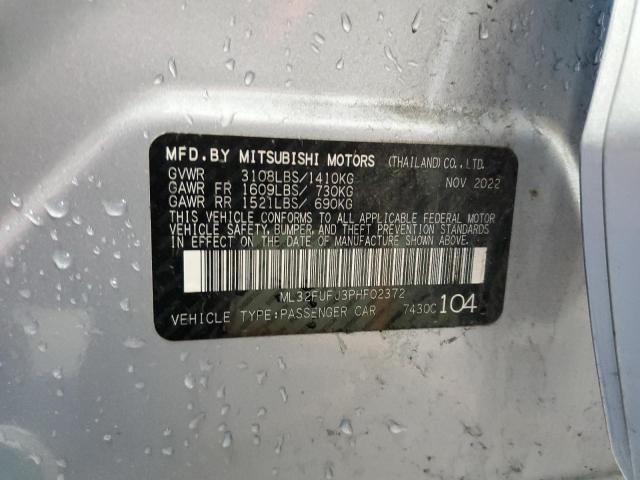 MFD.BY MITSUBISHI MOTORS (THAILAND)CO.,LTD.
GVWR 3108LBS/1410KG NOV 2022
GAWR FR 1609LBS/ 730KG
GAWR RR 1521LBS/ 690KG
THIS VEHICLE CONFORMS TO ALL APPLICABLE FEDERAL MOTOR
VEHICLE SAFETY, BUMPER, AND THEFT PREVENTION STANDARDS
IN EFFECT ON THE DATE OF MANUFACTURE SHOWN ABOVE.
ML32FUFJ3PHF02372
VEHICLE TYPE:PASSENGER CAR 7430C 104